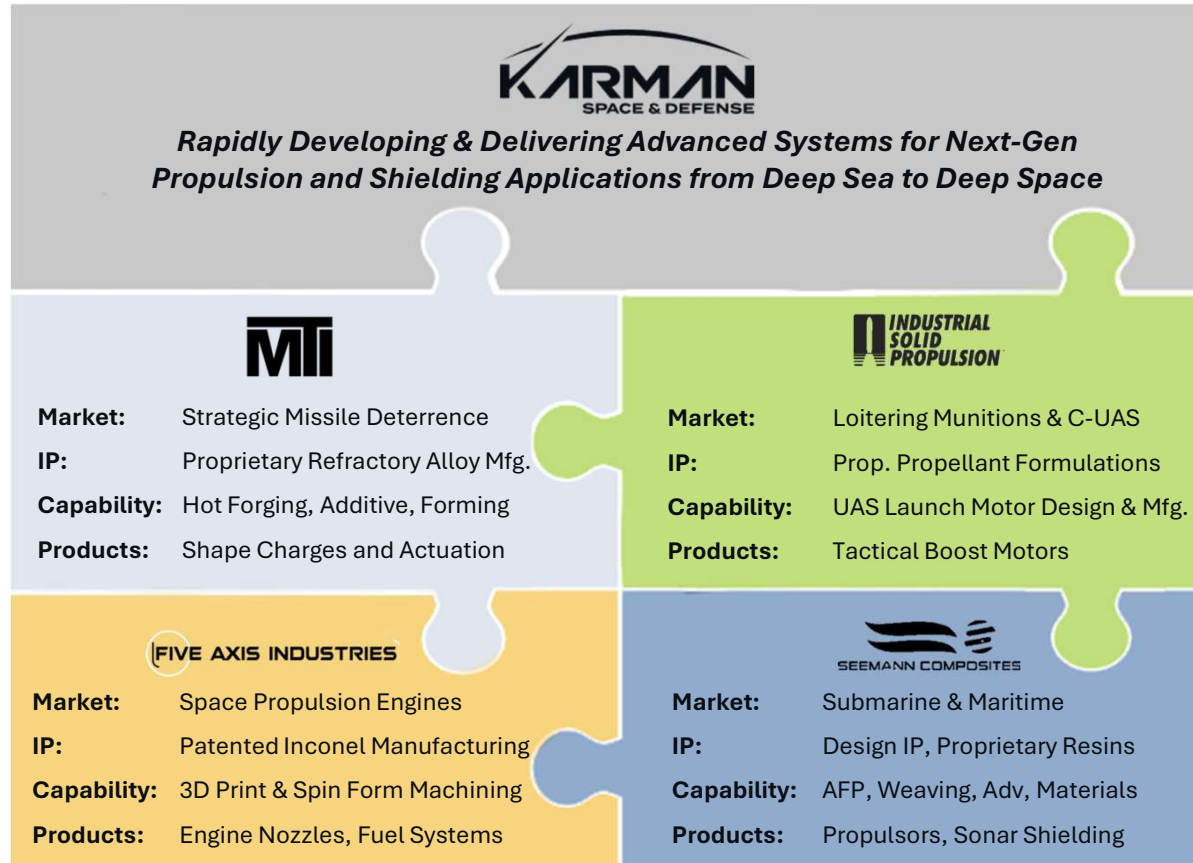 KARMAN
SPACE & DEFENSE
Rapidly Developing & Delivering Advanced Systems for Next-Gen
Propulsion and Shielding Applications from Deep Sea to Deep Space
MTI
Market: Strategic Missile Deterrence
IP: Proprietary Refractory Alloy Mfg.
Capability: Hot Forging, Additive, Forming
Products: Shape Charges and Actuation
INDUSTRIAL
SOLID
PROPULSION
Market: Loitering Munitions & C-UAS
IP: Prop. Propellant Formulations
Capability: UAS Launch Motor Design & Mfg.
Products: Tactical Boost Motors
FIVE AXIS INDUSTRIES
Market: Space Propulsion Engines
IP: Patented Inconel Manufacturing
Capability: 3D Print & Spin Form Machining
Products: Engine Nozzles, Fuel Systems
SEEMANN COMPOSITES
Market: Submarine & Maritime
IP: Design IP, Proprietary Resins
Capability: AFP, Weaving, Adv, Materials
Products: Propulsors, Sonar Shielding